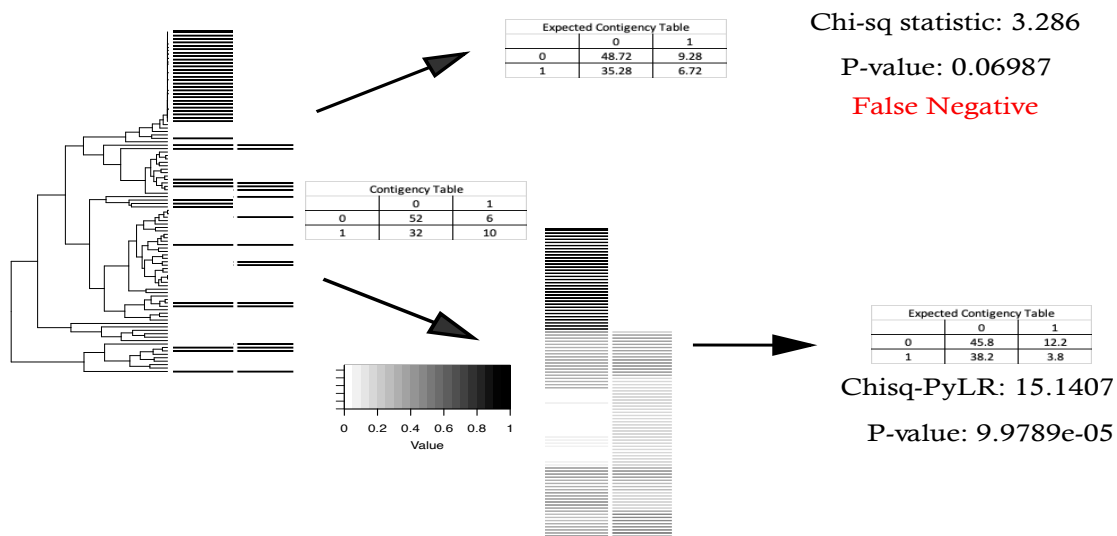 Expected Contigency Table
0 1
0 48.72 9.28
1 35.28 6.72
Chi-sq statistic: 3.286
P-value: 0.06987
False Negative
Contigency Table
0 1
0 52 6
1 32 10
0 0.2 0.4 0.6 0.8 1
Value
Expected Contigency Table
0 1
0 45.8 12.2
1 38.2 3.8
Chisq-PyLR: 15.1407
P-value: 9.9789e-05